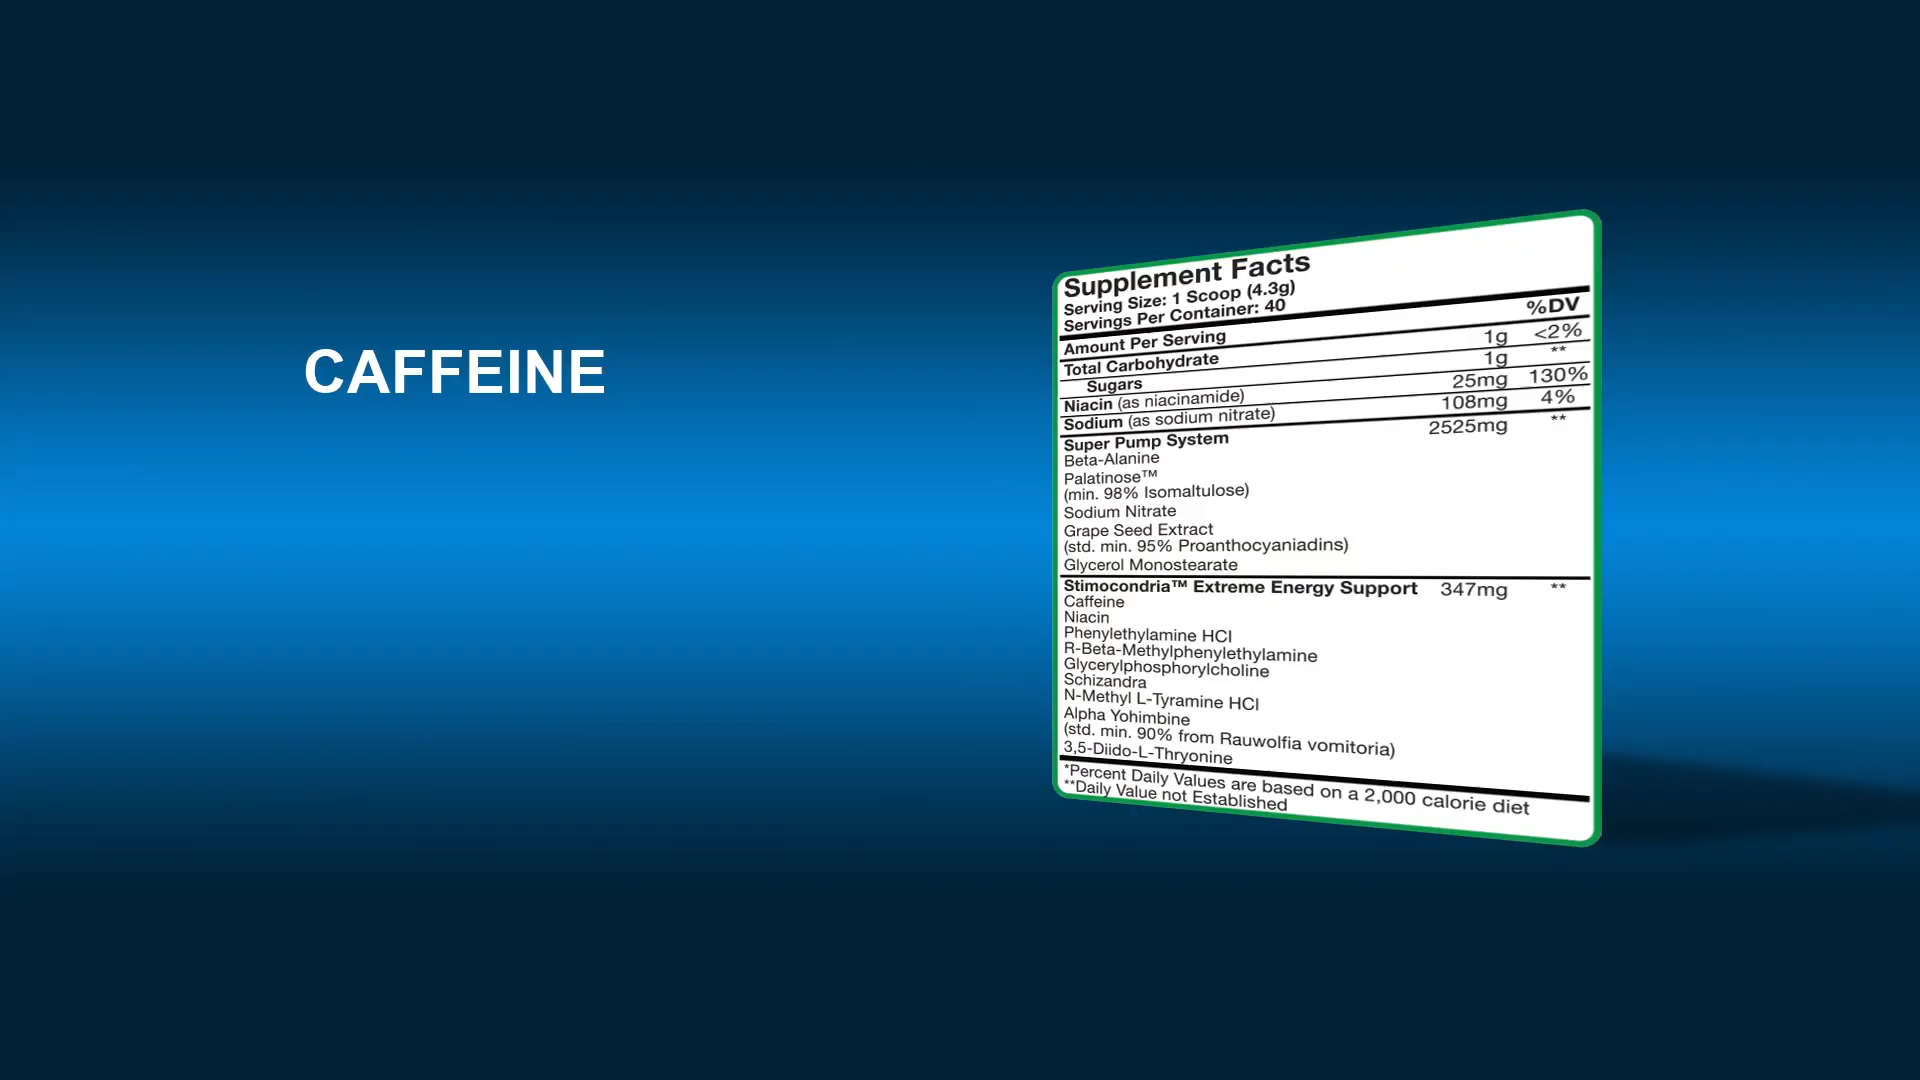 CAFFEINE
Supplement Facts
Serving Size: 1 Scoop (4.3g)
Servings Per Container: 40
%DV
Amount Per Serving
Total Carbohydrate 1g <2%
Sugars 1g **
Niacin (as niacinamide) 25mg 130%
Sodium (as sodium nitrate) 108mg 4%
Super Pump System 2525mg **
Beta-Alanine
Palatinose™
(min. 98% Isomaltulose)
Sodium Nitrate
Grape Seed Extract
(std. min. 95% Proanthocyaniadins)
Glycerol Monostearate
Stimocondria™ Extreme Energy Support 347mg **
Caffeine
Niacin
Phenylethylamine HCl
R-Beta-Methylphenylethylamine
Glycerylphosphorylcholine
Schizandra
N-Methyl L-Tyramine HCl
Alpha Yohimbine
(std. min. 90% from Rauwolfia vomitoria)
3,5-Diido-L-Thryonine
*Percent Daily Values are based on a 2,000 calorie diet
**Daily Value not Established